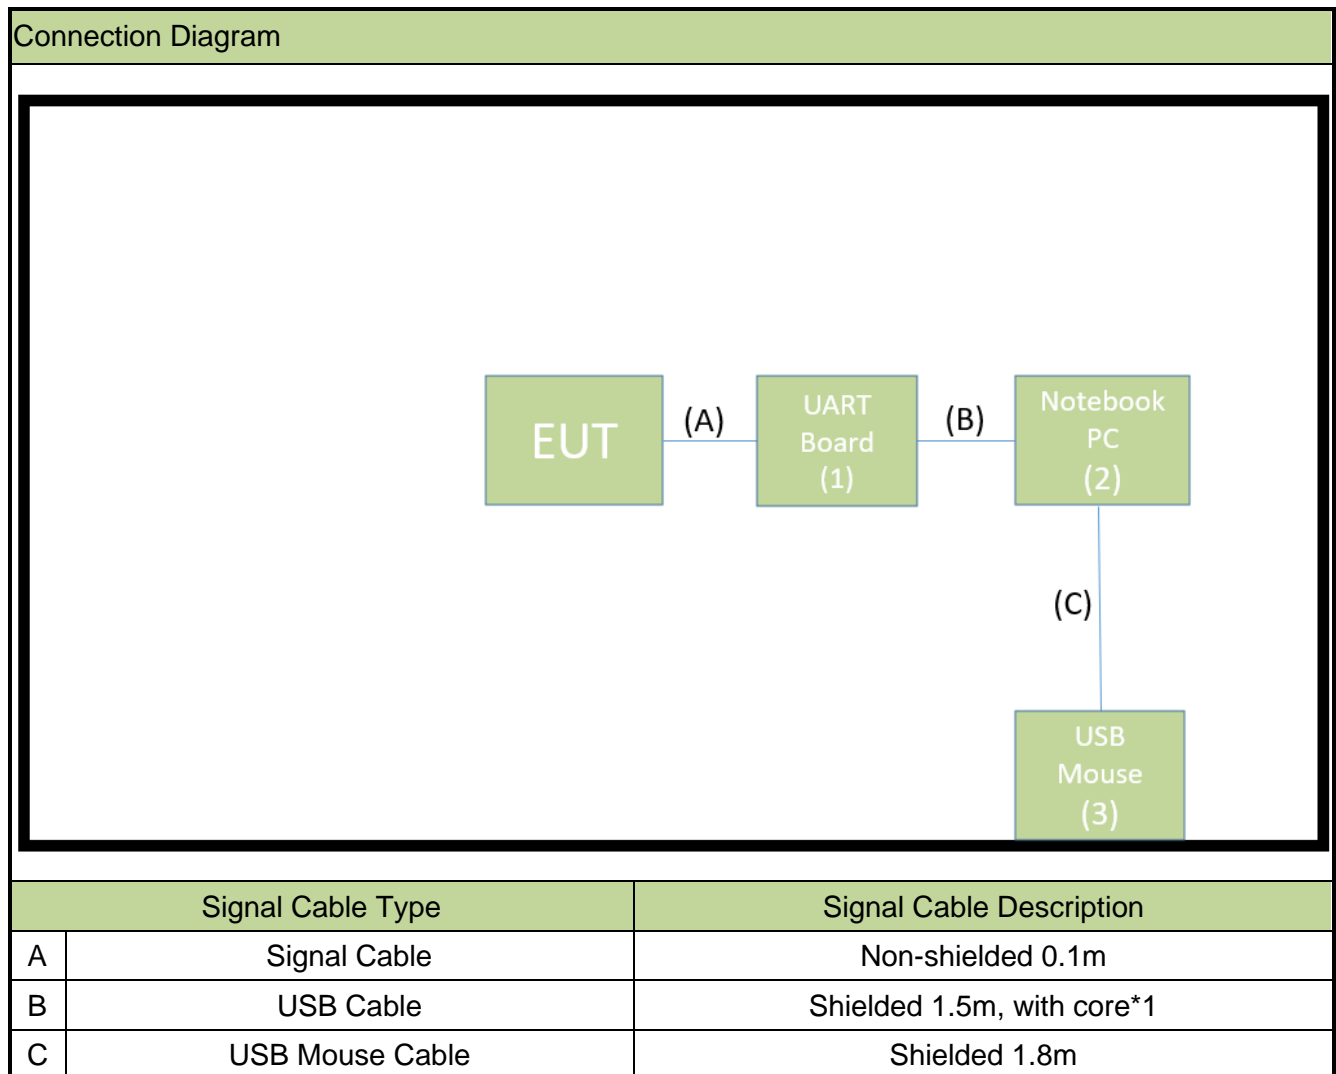 Connection Diagram
EUT
(A)
UART
Board
(1)
(B)
Notebook
PC
(2)
(C)
USB
Mouse
(3)
Signal Cable Type Signal Cable Description
A Signal Cable Non-shielded 0.1m
B USB Cable Shielded 1.5m, with core*1
C USB Mouse Cable Shielded 1.8m